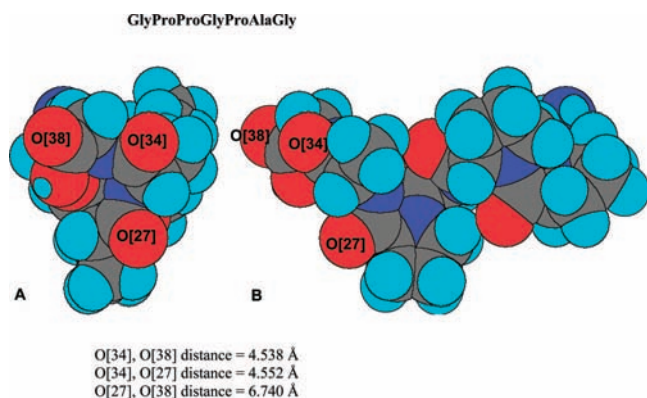 GlyProProGlyProAlaGly
O[38]
O[34]
O[27]
A
O[38]
O[34]
O[27]
B
O[34], O[38] distance = 4.538 Å
O[34], O[27] distance = 4.552 Å
O[27], O[38] distance = 6.740 Å